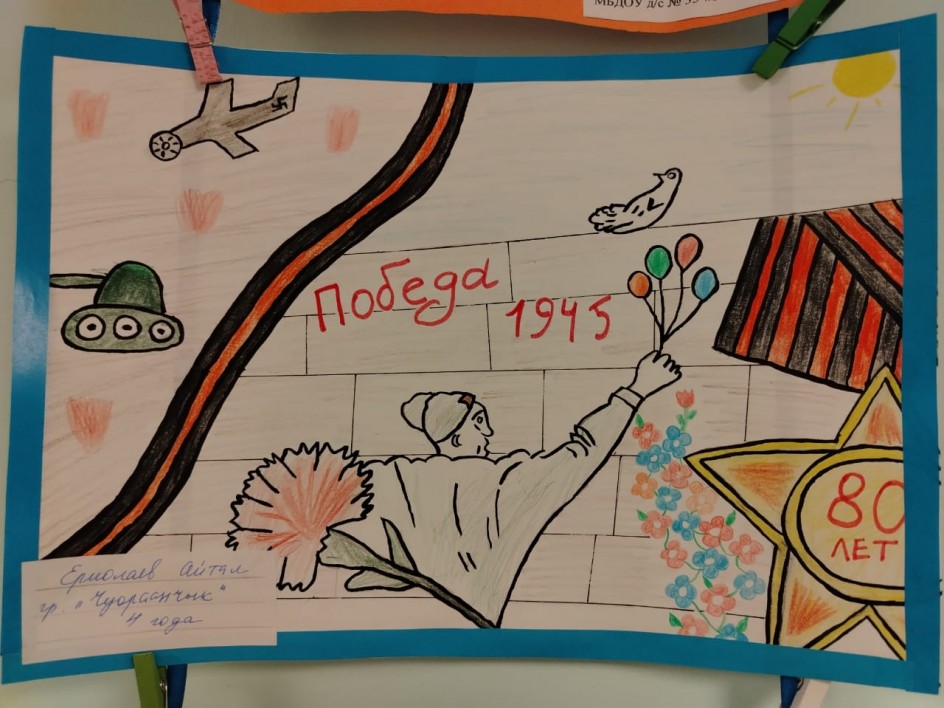 МБДОУ д/с № 
Победа
1945
80
ЛЕТ
Ермолаев Айтал
гр. "Чуораанчык"
4 года